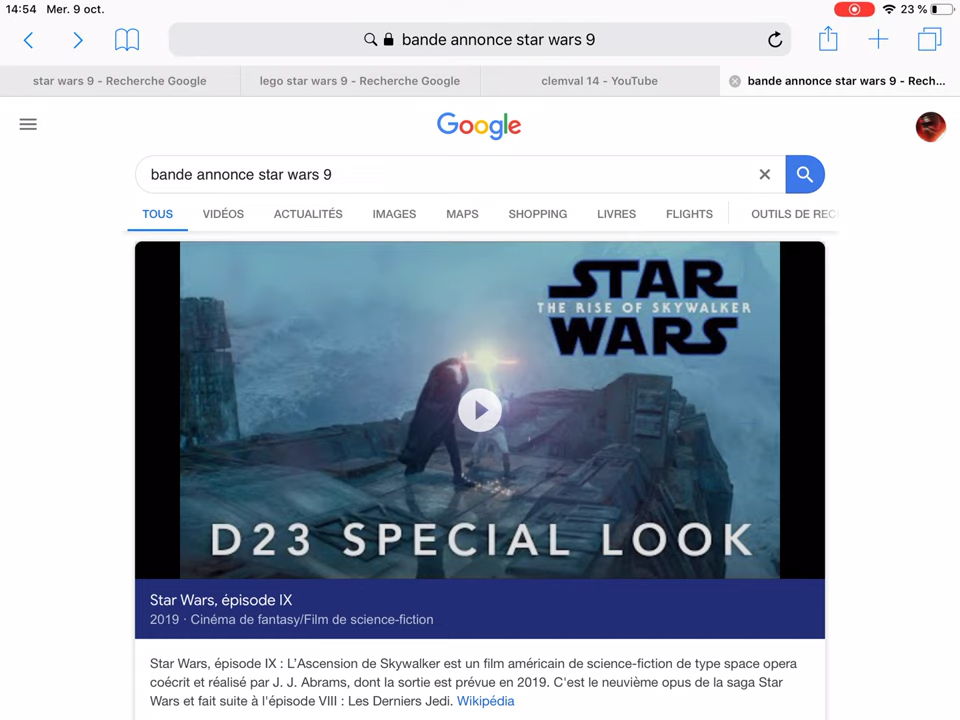 14:54 Mer. 9 oct. 23 %
bande annonce star wars 9
star wars 9 - Recherche Google
lego star wars 9 - Recherche Google
clemval 14 - YouTube
bande annonce star wars 9 - Rech...
Google
bande annonce star wars 9
TOUS VIDÉOS ACTUALITÉS IMAGES MAPS SHOPPING LIVRES FLIGHTS OUTILS DE REC
STAR
THE RISE OF SKYWALKER
WARS
D23 SPECIAL LOOK
Star Wars, épisode IX
2019 · Cinéma de fantasy/Film de science-fiction
Star Wars, épisode IX : L'Ascension de Skywalker est un film américain de science-fiction de type space opera
coécrit et réalisé par J. J. Abrams, dont la sortie est prévue en 2019. C'est le neuvième opus de la saga Star
Wars et fait suite à l'épisode VIII : Les Derniers Jedi. Wikipédia